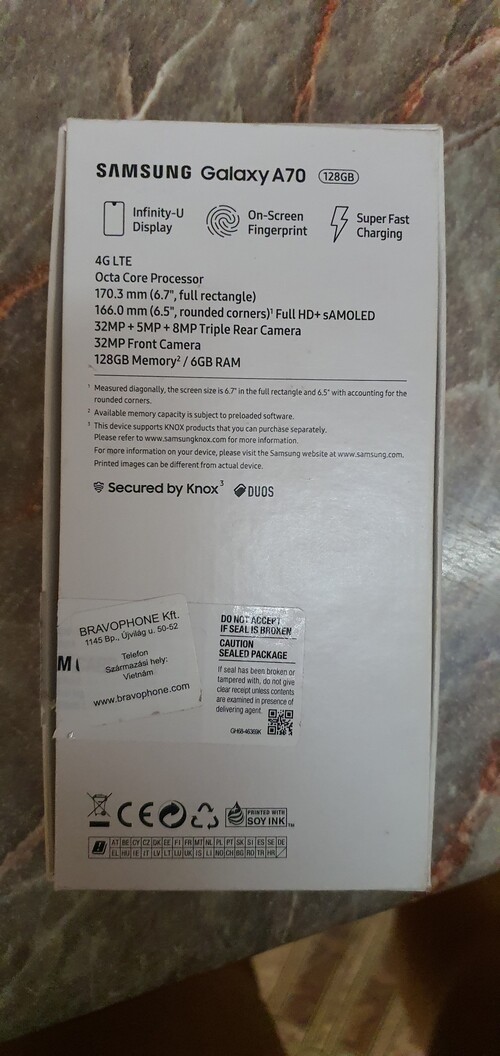 SAMSUNG Galaxy A70 128GB
Infinity-U
Display
On-Screen
Fingerprint
Super Fast
Charging
4G LTE
Octa Core Processor
170.3 mm (6.7", full rectangle)
166.0 mm (6.5", rounded corners)¹ Full HD+ sAMOLED
32MP + 5MP + 8MP Triple Rear Camera
32MP Front Camera
128GB Memory² / 6GB RAM
¹ Measured diagonally, the screen size is 6.7" in the full rectangle and 6.5" with accounting for the
rounded corners.
² Available memory capacity is subject to preloaded software.
³ This device supports KNOX products that you can purchase separately.
Please refer to www.samsungknox.com for more information.
For more information on your device, please visit the Samsung website at www.samsung.com.
Printed images can be different from actual device.
Secured by Knox³ DUOS
BRAVOPHONE Kft.
1145 Bp., Újvilág u. 50-52
Telefon
Származási hely:
Vietnám
www.bravophone.com
M
DO NOT ACCEPT
IF SEAL IS BROKEN
CAUTION
SEALED PACKAGE
If seal has been broken or
tampered with, do not give
clear receipt unless contents
are examined in presence of
delivering agent.
GH68-46369K
CE
PRINTED WITH
SOY INK™
AT BE CY CZ DK EE FI FR MT NL PL PT SK SI ES SE DE
EL HU IE IT LV LT LU UK IS LI NO CH BG RO TR HR